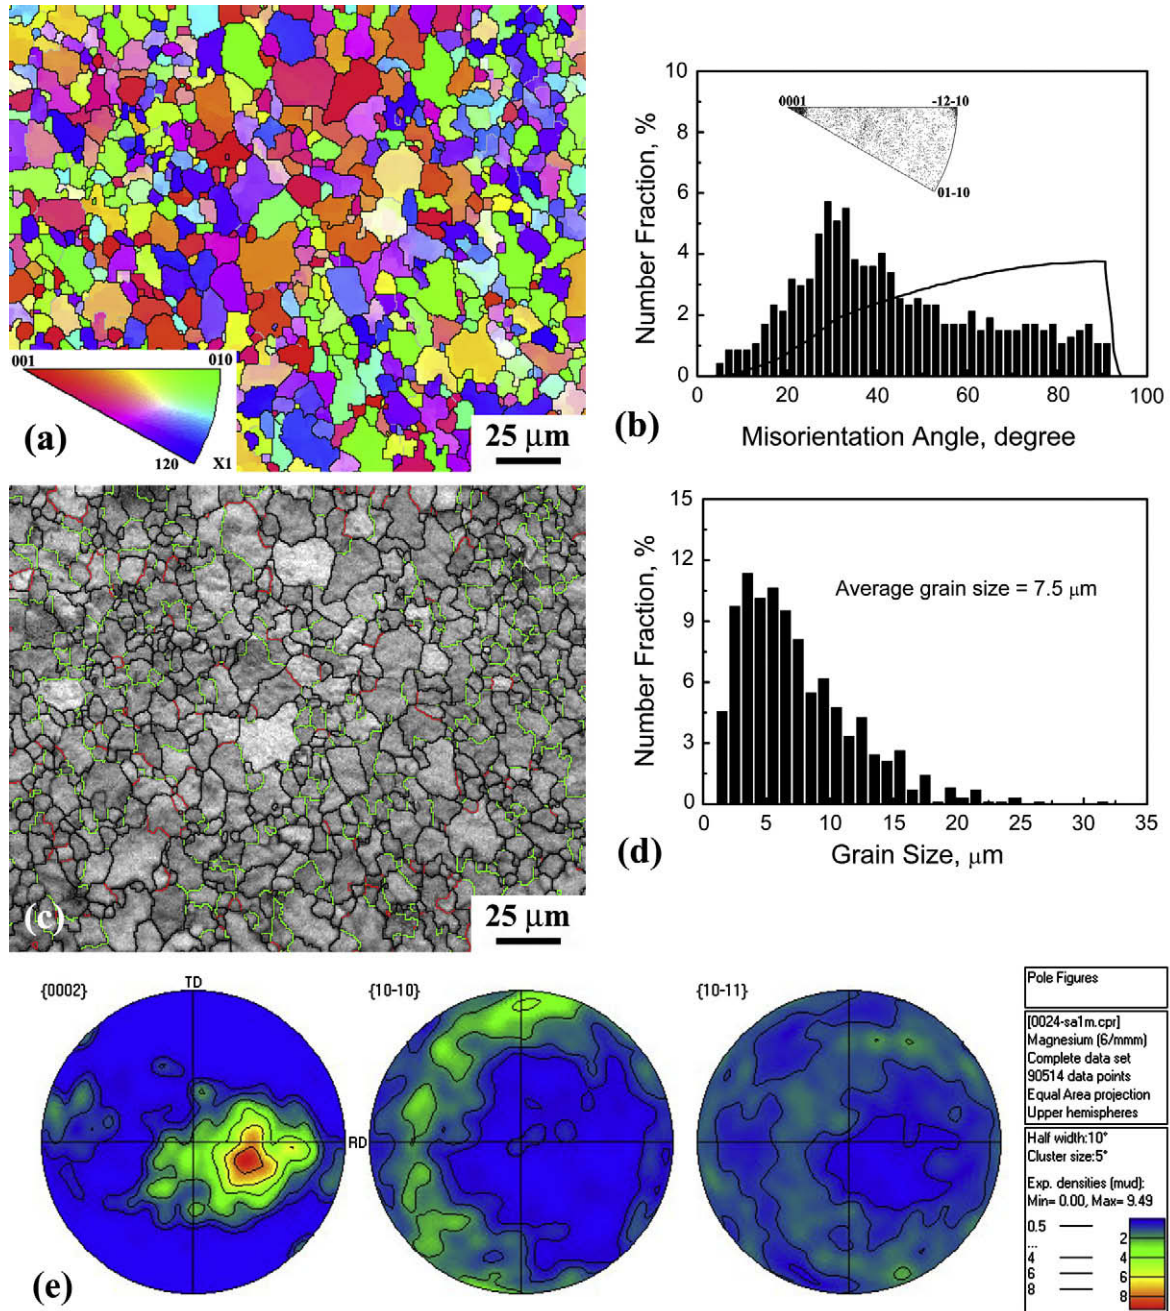 001
010
120
X1
(a)
25 μm
10
8
6
4
2
0
0
20
40
60
80
100
Number Fraction, %
Misorientation Angle, degree
0001
-12-10
01-10
(b)
(c)
25 μm
15
12
9
6
3
0
0
5
10
15
20
25
30
35
Number Fraction, %
Average grain size = 7.5 μm
Grain Size, μm
(d)
{0002}
TD
RD
{10-10}
{10-11}
(e)
Pole Figures
[0024-sa1m.cpr]
Magnesium (6/mmm)
Complete data set
90514 data points
Equal Area projection
Upper hemispheres
Half width:10°
Cluster size:5°
Exp. densities (mud):
Min= 0.00, Max= 9.49
0.5
...
4
6
8
2
4
6
8